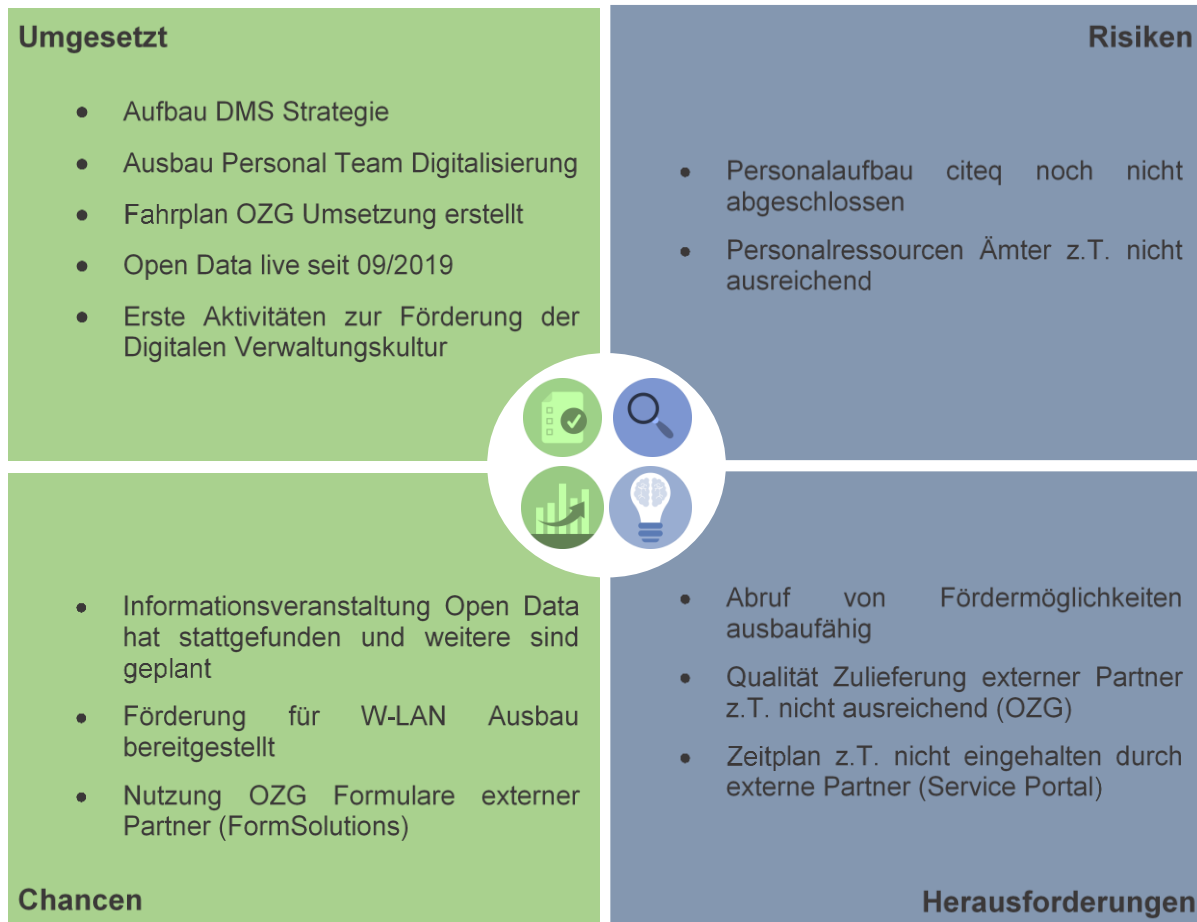 Umgesetzt
Aufbau DMS Strategie
Ausbau Personal Team Digitalisierung
Fahrplan OZG Umsetzung erstellt
Open Data live seit 09/2019
Erste Aktivitäten zur Förderung der
Digitalen Verwaltungskultur
Risiken
Personalaufbau citeq noch nicht
abgeschlossen
Personalressourcen Ämter z.T. nicht
ausreichend
Informationsveranstaltung Open Data
hat stattgefunden und weitere sind
geplant
Förderung für W-LAN Ausbau
bereitgestellt
Nutzung OZG Formulare externer
Partner (FormSolutions)
Chancen
Abruf von Fördermöglichkeiten
ausbaufähig
Qualität Zulieferung externer Partner
z.T. nicht ausreichend (OZG)
Zeitplan z.T. nicht eingehalten durch
externe Partner (Service Portal)
Herausforderungen